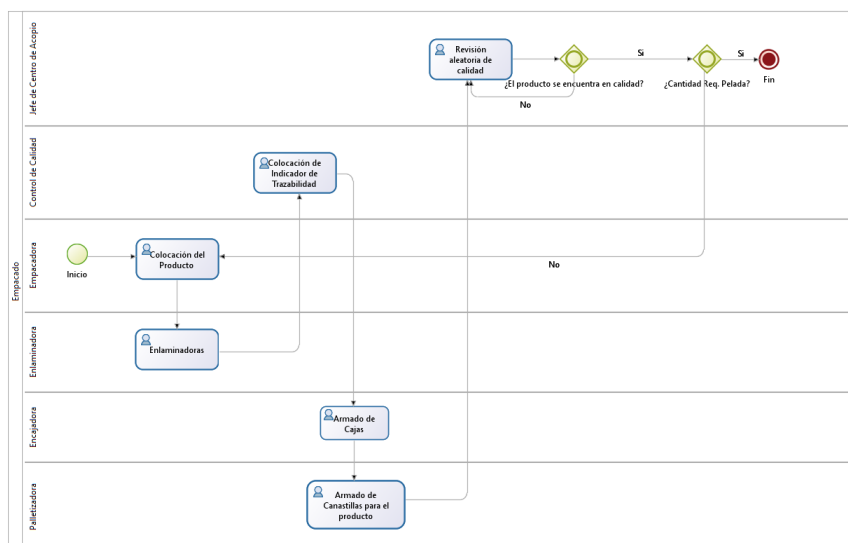 Empacado
Jefe de Centro de Acopio
Revisión
aleatoria de
calidad
¿El producto se encuentra en calidad?
Si
No
¿Cantidad Req. Pelada?
Si
Fin
Control de Calidad
Colocación de
Indicador de
Trazabilidad
Empacadora
Inicio
Colocación del
Producto
No
Enlaminadora
Enlaminadoras
Encajadora
Armado de
Cajas
Palletizadora
Armado de
Canastillas para el
producto